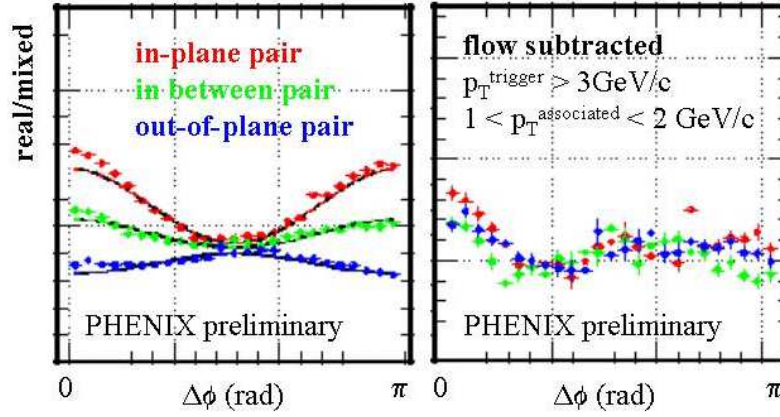 real/mixed
in-plane pair
in between pair
out-of-plane pair
PHENIX preliminary
0
Δϕ (rad)
π
flow subtracted
p_T^trigger > 3GeV/c
1 < p_T^associated < 2 GeV/c
PHENIX preliminary
0
Δϕ (rad)
π